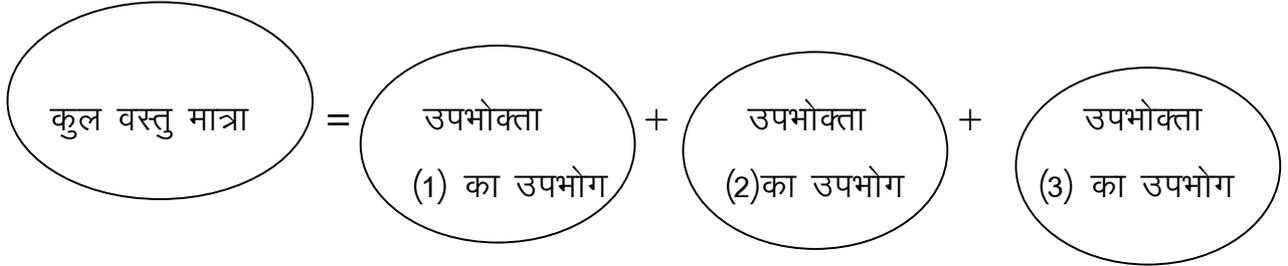 कुल वस्तु मात्रा = उपभोक्ता + उपभोक्ता + उपभोक्ता
(1) का उपभोग (2)का उपभोग (3) का उपभोग